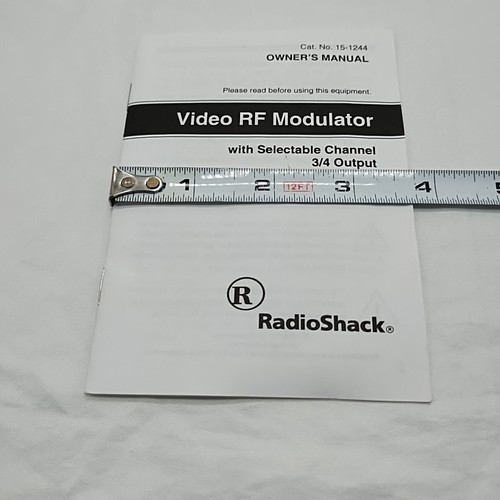 Cat. No. 15-1244
OWNER'S MANUAL
Please read before using this equipment.
Video RF Modulator
with Selectable Channel
3/4 Output
1 2 12FT 3 4 5
R
RadioShack®